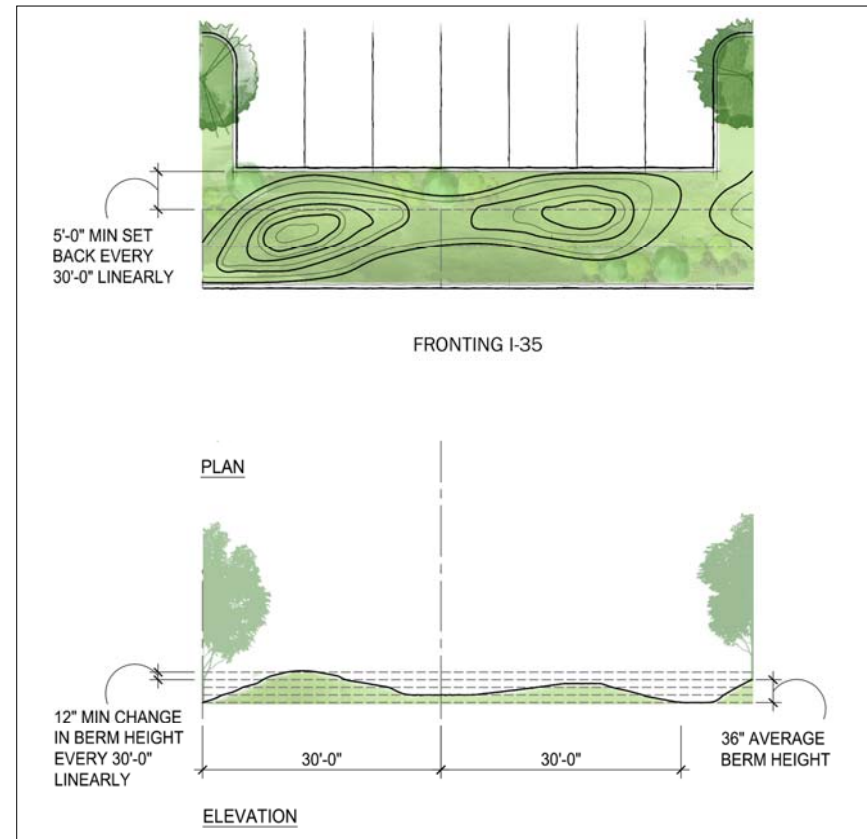 5'-0" MIN SET
BACK EVERY
30'-0" LINEARLY
FRONTING I-35
PLAN
12" MIN CHANGE
IN BERM HEIGHT
EVERY 30'-0"
LINEARLY
30'-0"
30'-0"
36" AVERAGE
BERM HEIGHT
ELEVATION